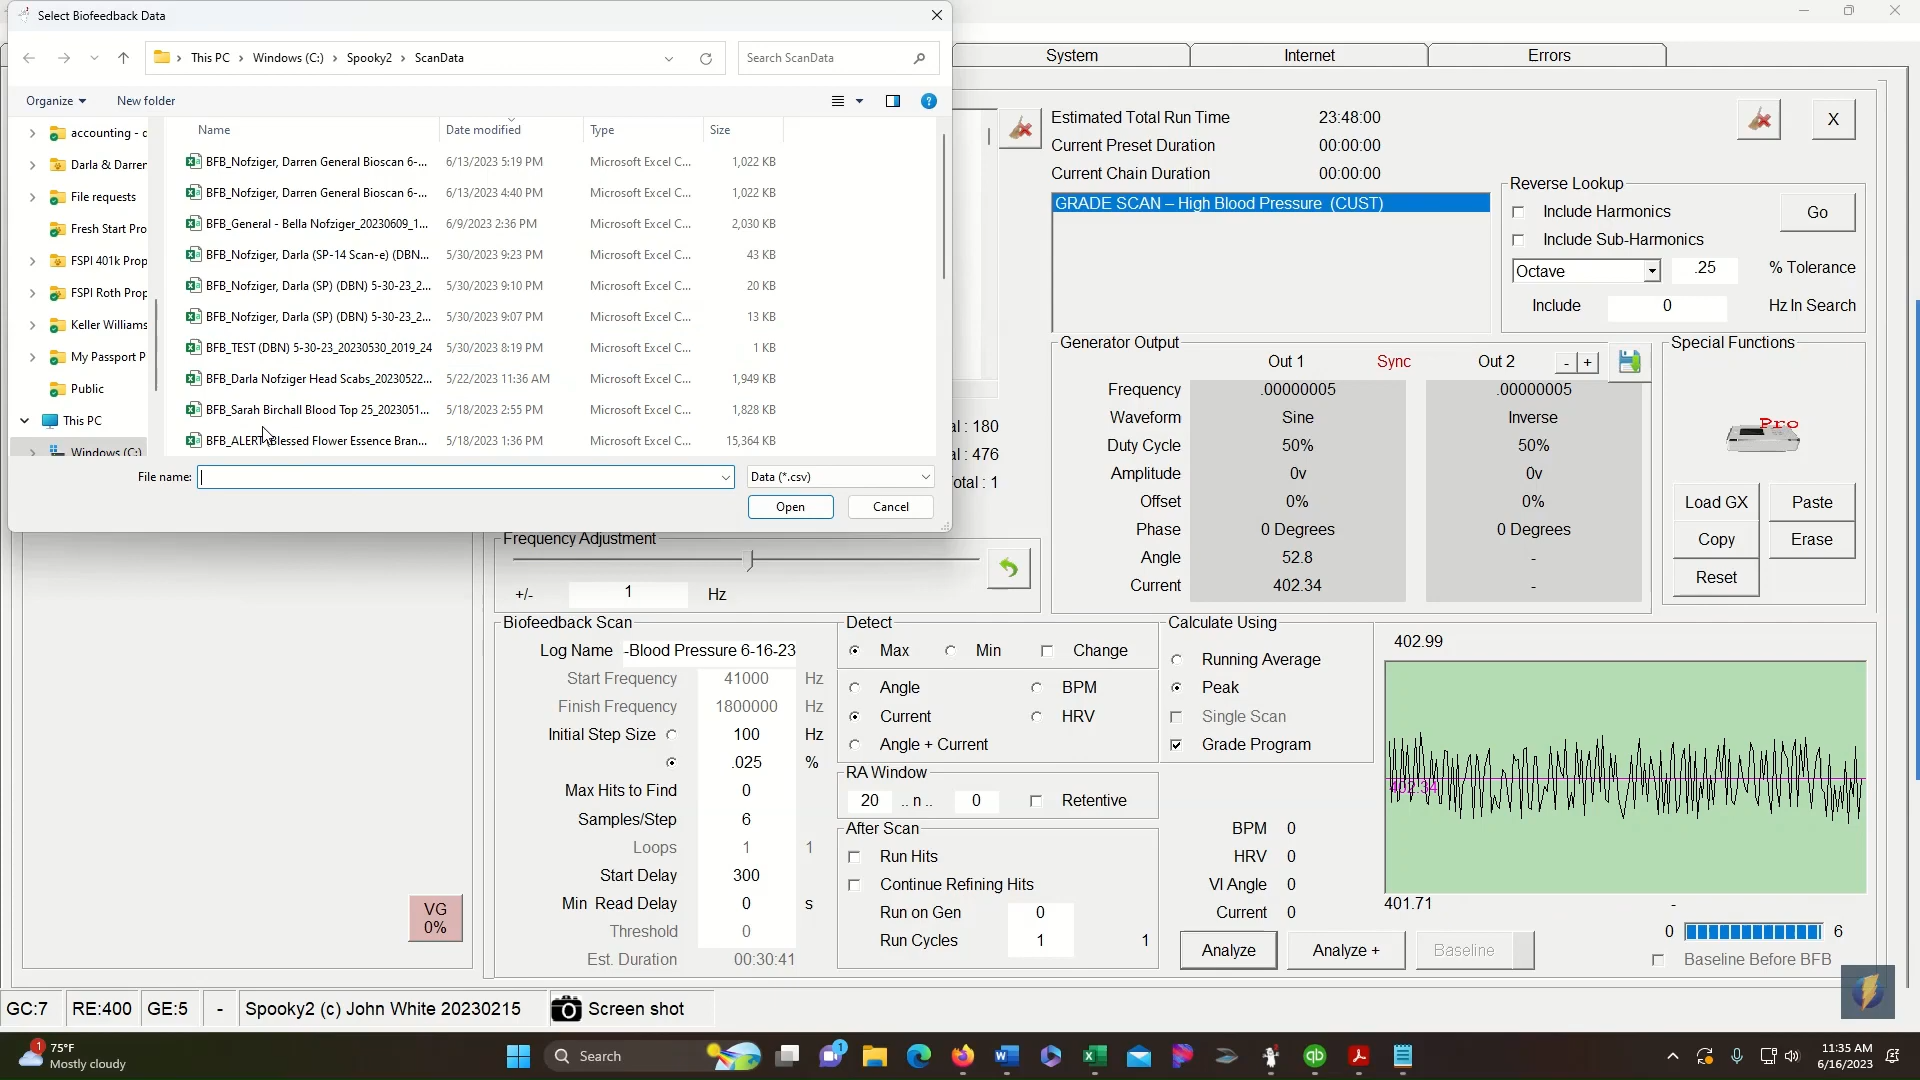 Select Biofeedback Data
This PC > Windows (C:) > Spooky2 > ScanData
Search ScanData
Organize
New folder
Name Date modified Type Size
accounting - c
Darla & Darren
File requests
Fresh Start Pro
FSPI 401k Prop
FSPI Roth Prop
Keller Williams
My Passport P
Public
This PC
Windows (C:)
BFB_Nofziger, Darren General Bioscan 6-... 6/13/2023 5:19 PM Microsoft Excel C... 1,022 KB
BFB_Nofziger, Darren General Bioscan 6-... 6/13/2023 4:40 PM Microsoft Excel C... 1,022 KB
BFB_General - Bella Nofziger_20230609_1... 6/9/2023 2:36 PM Microsoft Excel C... 2,030 KB
BFB_Nofziger, Darla (SP-14 Scan-e) (DBN... 5/30/2023 9:23 PM Microsoft Excel C... 43 KB
BFB_Nofziger, Darla (SP) (DBN) 5-30-23_2... 5/30/2023 9:10 PM Microsoft Excel C... 20 KB
BFB_Nofziger, Darla (SP) (DBN) 5-30-23_2... 5/30/2023 9:07 PM Microsoft Excel C... 13 KB
BFB_TEST (DBN) 5-30-23_20230530_2019_24 5/30/2023 8:19 PM Microsoft Excel C... 1 KB
BFB_Darla Nofziger Head Scabs_20230522... 5/22/2023 11:36 AM Microsoft Excel C... 1,949 KB
BFB_Sarah Birchall Blood Top 25_2023051... 5/18/2023 2:55 PM Microsoft Excel C... 1,828 KB
BFB_ALERT Blessed Flower Essence Bran... 5/18/2023 1:36 PM Microsoft Excel C... 15,364 KB
File name:
Data (*.csv)
Open
Cancel
System
Internet
Errors
Estimated Total Run Time 23:48:00
Current Preset Duration 00:00:00
Current Chain Duration 00:00:00
X
GRADE SCAN – High Blood Pressure (CUST)
Reverse Lookup
Include Harmonics
Go
Include Sub-Harmonics
Octave .25 % Tolerance
Include 0 Hz In Search
al : 180
al : 476
otal : 1
Generator Output
Out 1 Sync Out 2 - +
Frequency .00000005 .00000005
Waveform Sine Inverse
Duty Cycle 50% 50%
Amplitude 0v 0v
Offset 0% 0%
Phase 0 Degrees 0 Degrees
Angle 52.8 -
Current 402.34 -
Special Functions
Pro
Load GX
Paste
Copy
Erase
Reset
Frequency Adjustment
+/- 1 Hz
Biofeedback Scan
Log Name -Blood Pressure 6-16-23
Start Frequency 41000 Hz
Finish Frequency 1800000 Hz
Initial Step Size 100 Hz
.025 %
Max Hits to Find 0
Samples/Step 6
Loops 1 1
Start Delay 300
Min Read Delay 0 s
Threshold 0
Est. Duration 00:30:41
VG
0%
Detect
Max Min Change
Angle BPM
Current HRV
Angle + Current
RA Window
20 .. n .. 0 Retentive
After Scan
Run Hits
Continue Refining Hits
Run on Gen 0
Run Cycles 1 1
Calculate Using
Running Average
Peak
Single Scan
Grade Program
BPM 0
HRV 0
VI Angle 0
Current 0
Analyze
Analyze +
Baseline
402.99
402.34
401.71
-
0 6
Baseline Before BFB
GC:7 RE:400 GE:5 - Spooky2 (c) John White 20230215 Screen shot
1
75°F
Mostly cloudy
Search
1
qb
11:35 AM
6/16/2023